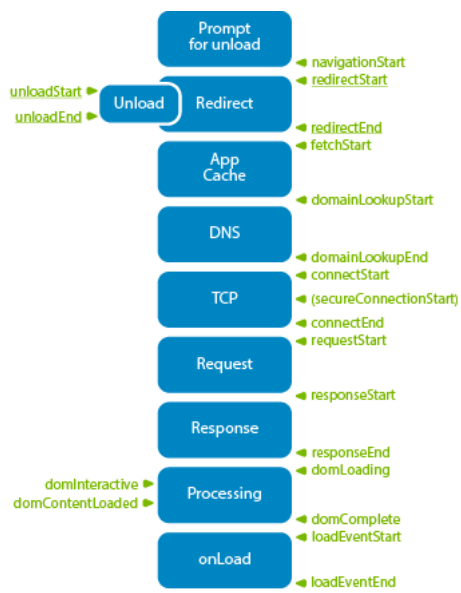 Prompt
for unload
navigationStart
redirectStart
unloadStart
Unload
Redirect
unloadEnd
redirectEnd
fetchStart
App
Cache
domainLookupStart
DNS
domainLookupEnd
connectStart
TCP
(secureConnectionStart)
connectEnd
requestStart
Request
responseStart
Response
responseEnd
domLoading
domInteractive
Processing
domContentLoaded
domComplete
loadEventStart
onLoad
loadEventEnd